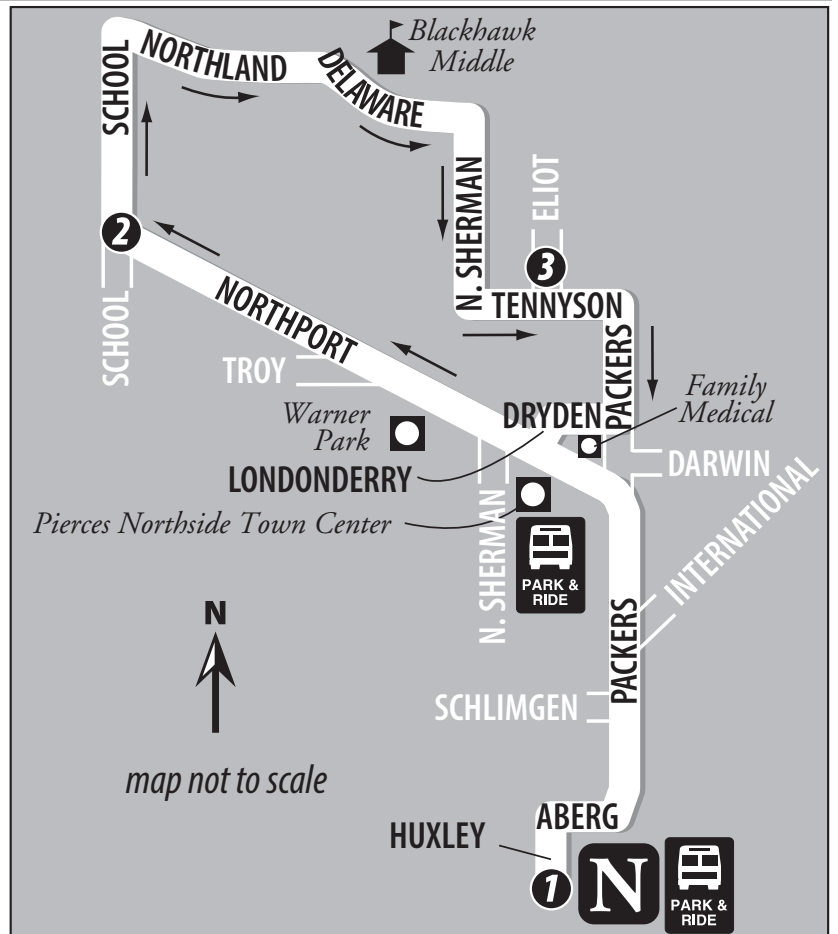 Blackhawk
Middle
NORTHLAND
DELAWARE
SCHOOL
N. SHERMAN
ELIOT
2
3
TENNYSON
SCHOOL
NORTHPORT
PACKERS
TROY
Family
Medical
Warner
Park
DRYDEN
DARWIN
LONDONDERRY
INTERNATIONAL
Pierces Northside Town Center
N. SHERMAN
PARK &
RIDE
N
PACKERS
SCHLIMGEN
map not to scale
ABERG
HUXLEY
1
N
PARK &
RIDE